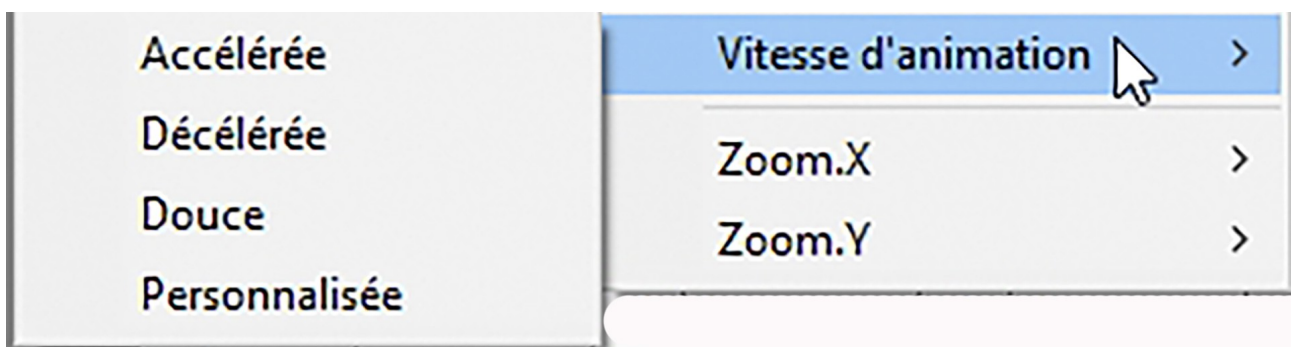 Accélérée
Décélérée
Douce
Personnalisée
Vitesse d'animation
Zoom.X
Zoom.Y